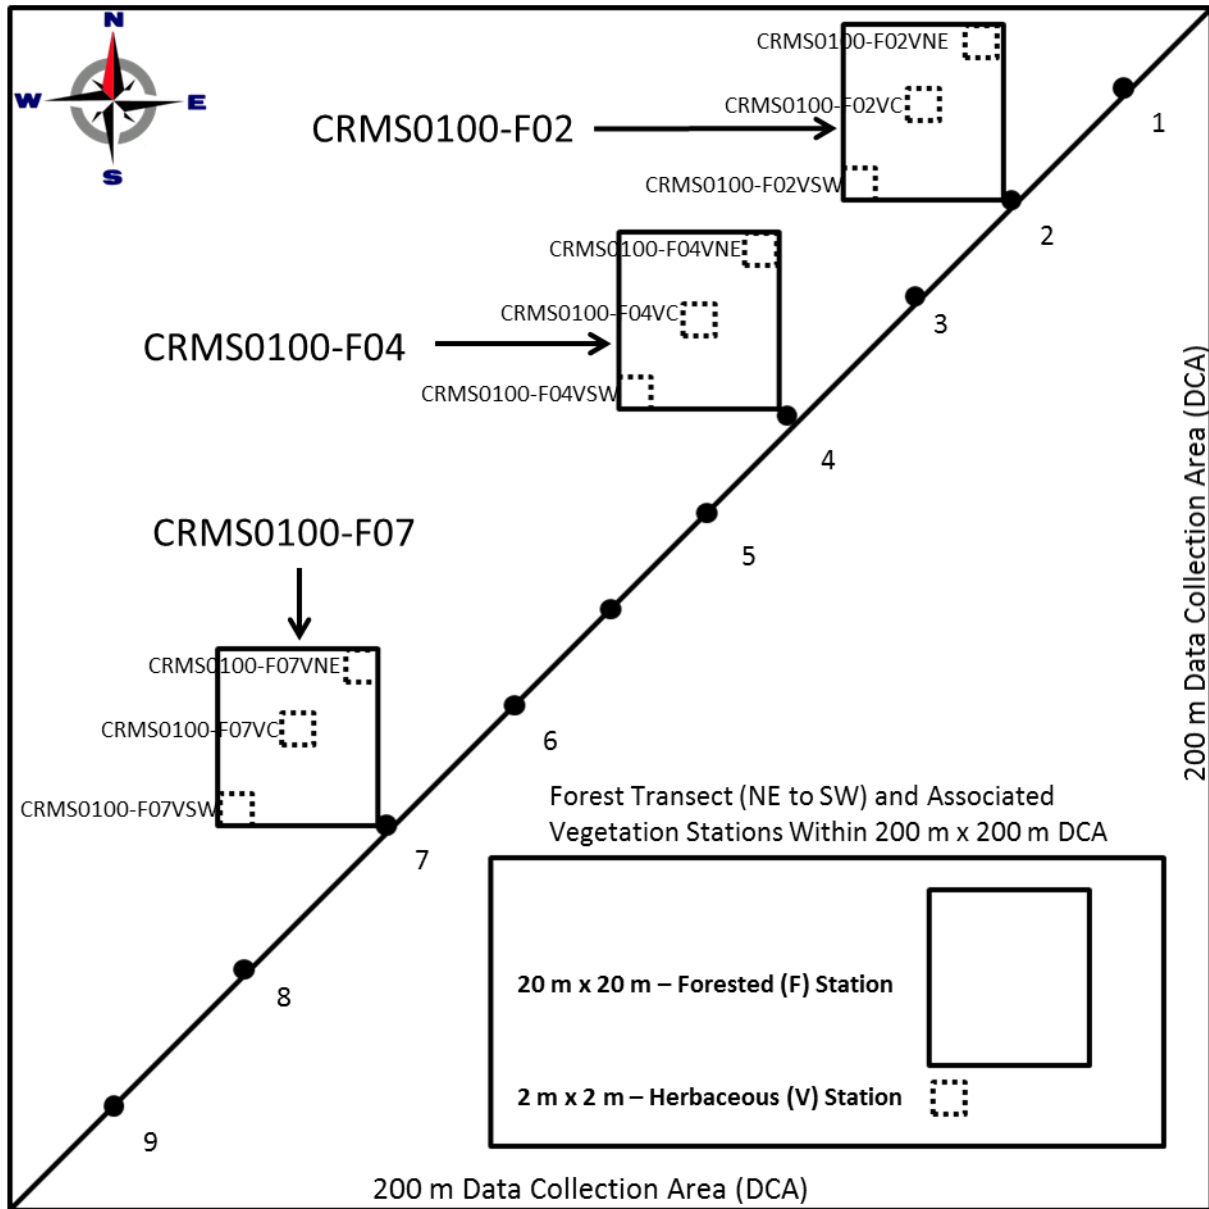 N
W
E
S
CRMS0100-F02VNE
CRMS0100-F02VC
CRMS0100-F02
CRMS0100-F02VSW
1
2
CRMS0100-F04VNE
CRMS0100-F04VC
CRMS0100-F04
CRMS0100-F04VSW
3
4
200 m Data Collection Area (DCA)
CRMS0100-F07
5
CRMS0100-F07VNE
CRMS0100-F07VC
CRMS0100-F07VSW
6
7
Forest Transect (NE to SW) and Associated
Vegetation Stations Within 200 m x 200 m DCA
20 m x 20 m – Forested (F) Station
2 m x 2 m – Herbaceous (V) Station
8
9
200 m Data Collection Area (DCA)